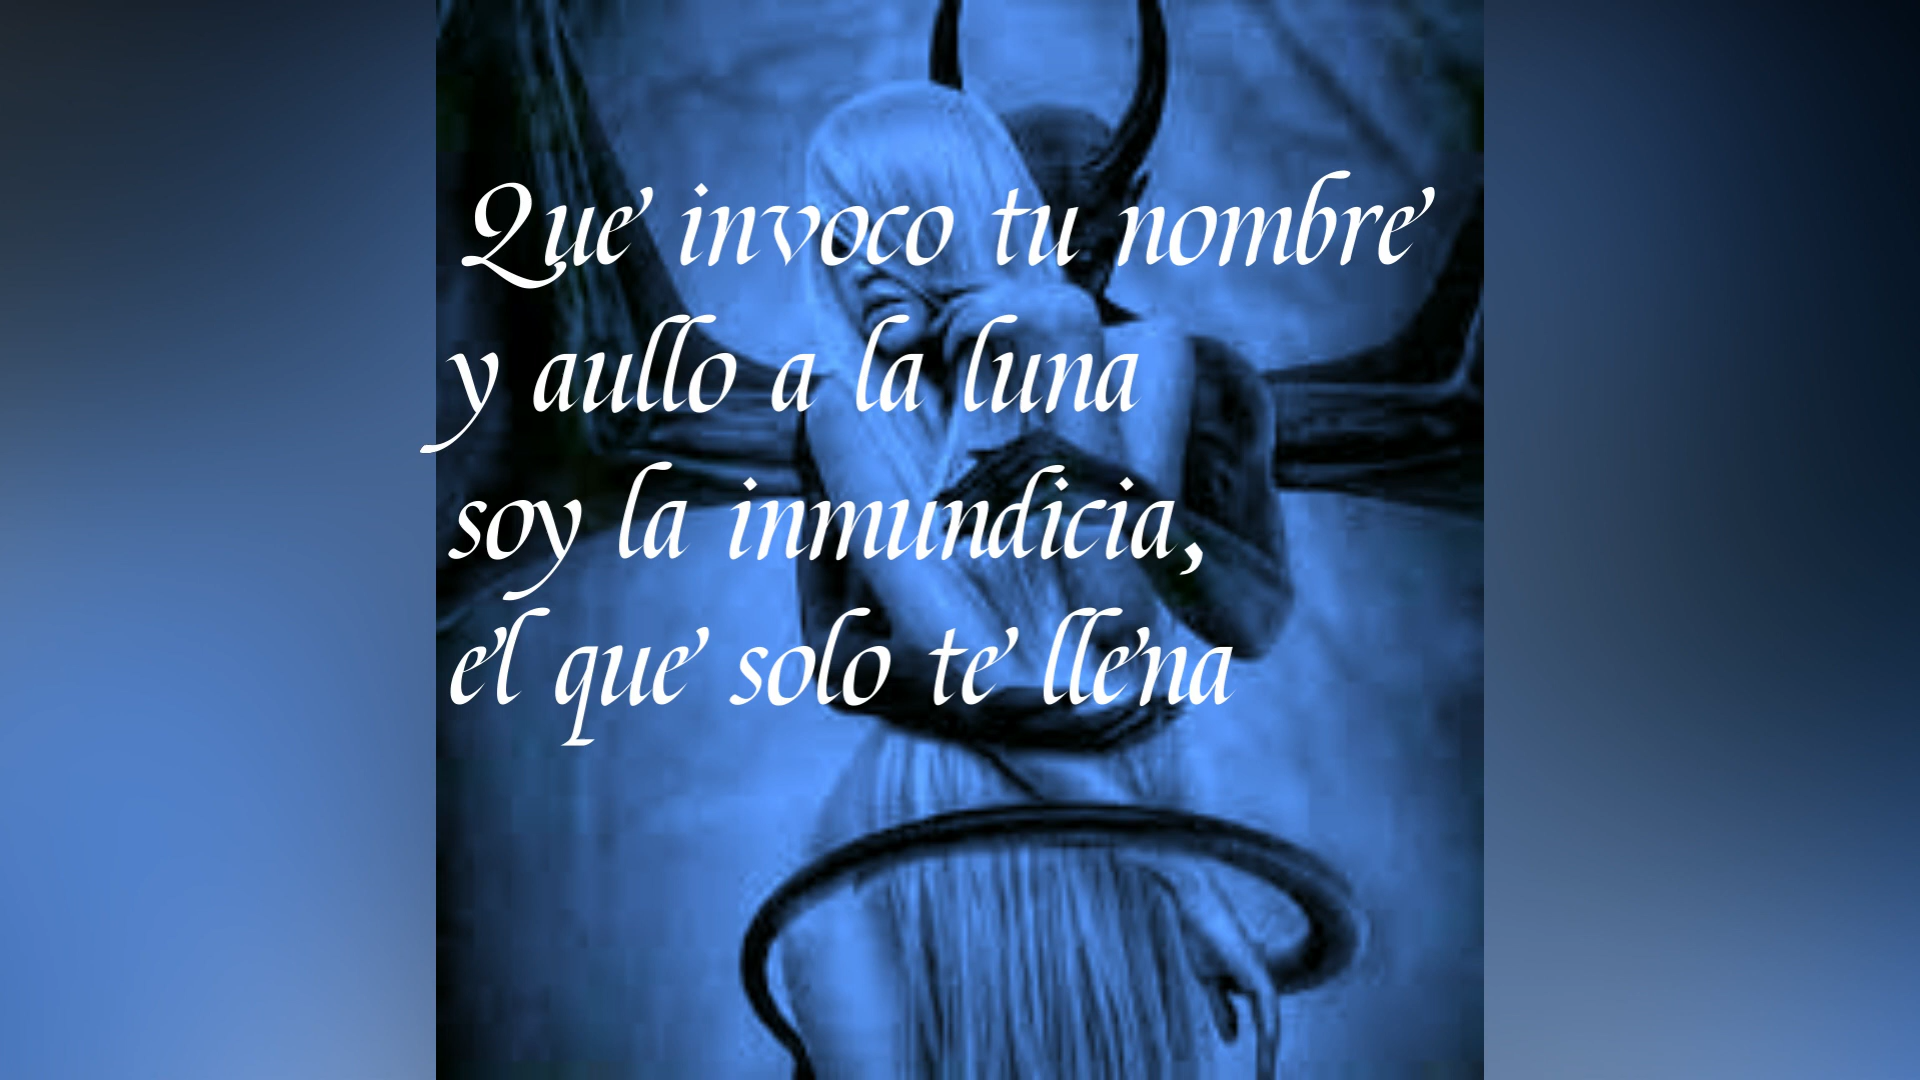 Que invoco tu nombre
y aullo a la luna
soy la inmundicia,
el que solo te llena